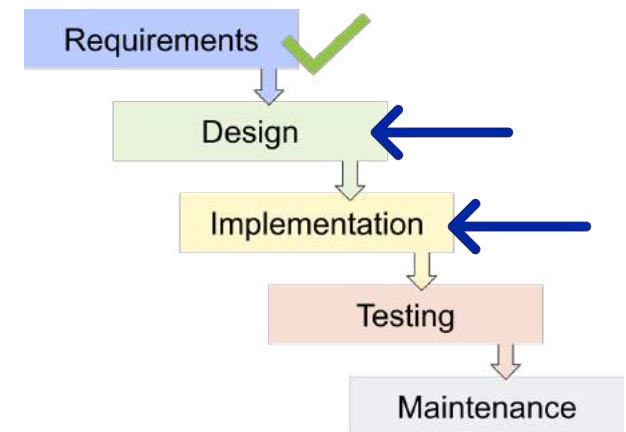 Requirements
Design
Implementation
Testing
Maintenance